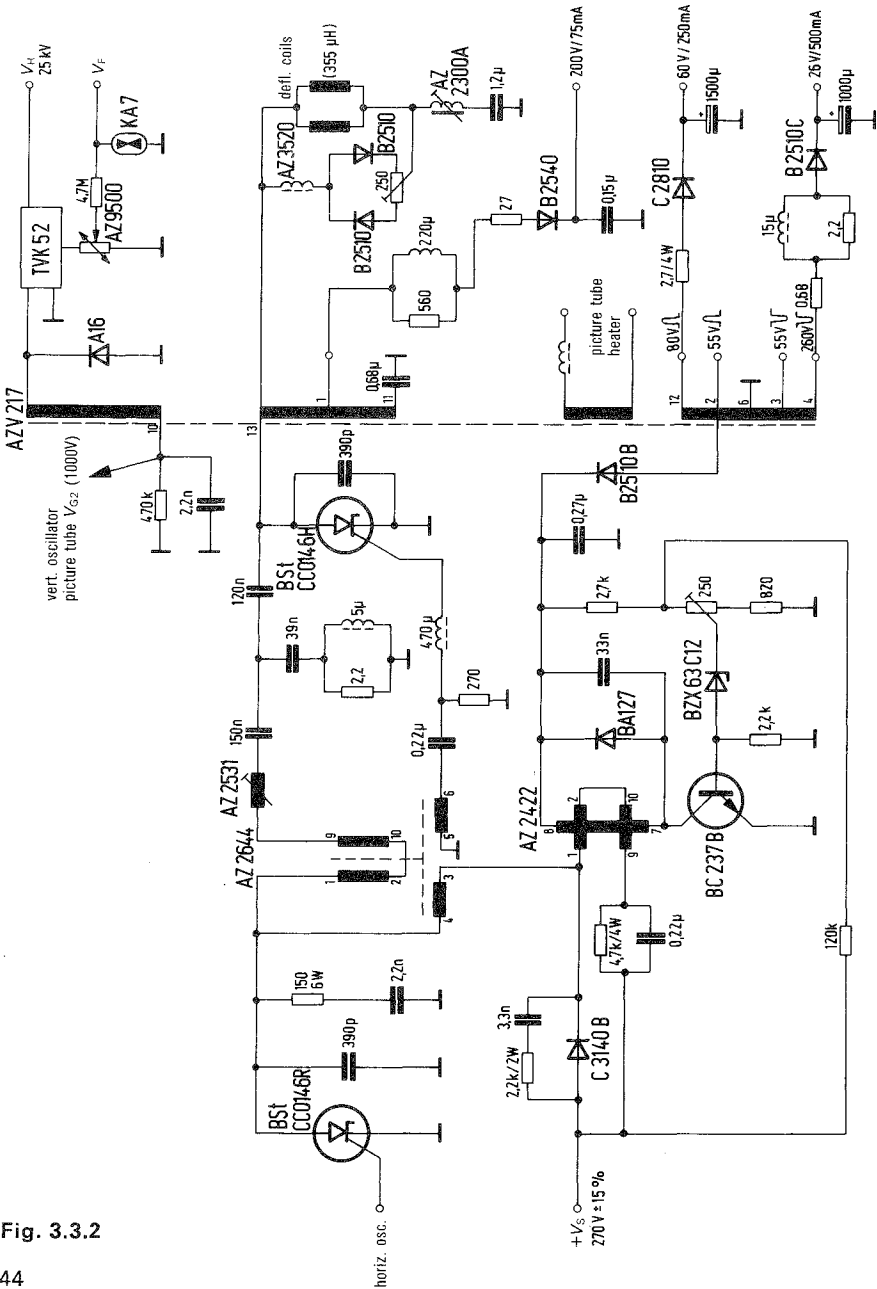 AZV 217
V_H
25 kV
V_F
TVK 52
4,7M
AZ9500
KA7
A16
10
vert. oscillator
picture tube V_G2 (1000V)
470k
2,2n
defl. coils
(355 µH)
AZ3520
B2510
B2510
250
AZ
2300A
1,2µ
13
1
11
0,68µ
560
220µ
27
B2540
200V/75mA
0,15µ
picture tube
heater
BSt
CC0146H
390p
120n
39n
5µ
2,2
470µ
270
0,22µ
150n
AZ2531
AZ2644
9
10
1
2
3
4
5
6
BSt
CC0146R
390p
150
6W
2,2n
horiz. osc.
80V
12
55V
2
6
55V
3
260V
4
2,7/4W
C2810
60V/250mA
+
1500µ
0,68
15µ
2,2
B2510C
26V/500mA
+
1000µ
B2510B
0,27µ
2,7k
250
820
33n
BA127
BZX63C12
2,2k
BC237B
AZ2422
8
1
2
9
10
7
4,7k/4W
0,22µ
3,3n
2,2k/2W
C3140B
120k
+V_S
270V ± 15%
Fig. 3.3.2
44